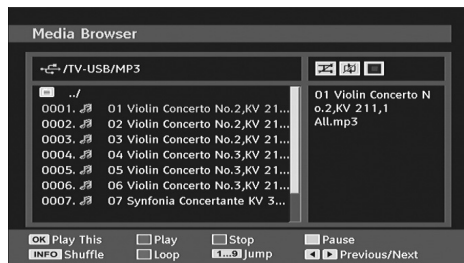 Media Browser
/TV-USB/MP3
../
0001. 01 Violin Concerto No.2,KV 21...
0002. 02 Violin Concerto No.2,KV 21...
0003. 03 Violin Concerto No.2,KV 21...
0004. 04 Violin Concerto No.3,KV 21...
0005. 05 Violin Concerto No.3,KV 21...
0006. 06 Violin Concerto No.3,KV 21...
0007. 07 Synfonia Concertante KV 3...
01 Violin Concerto N
o.2,KV 211,1
All.mp3
OK Play This Play Stop Pause
INFO Shuffle Loop 1...9 Jump Previous/Next